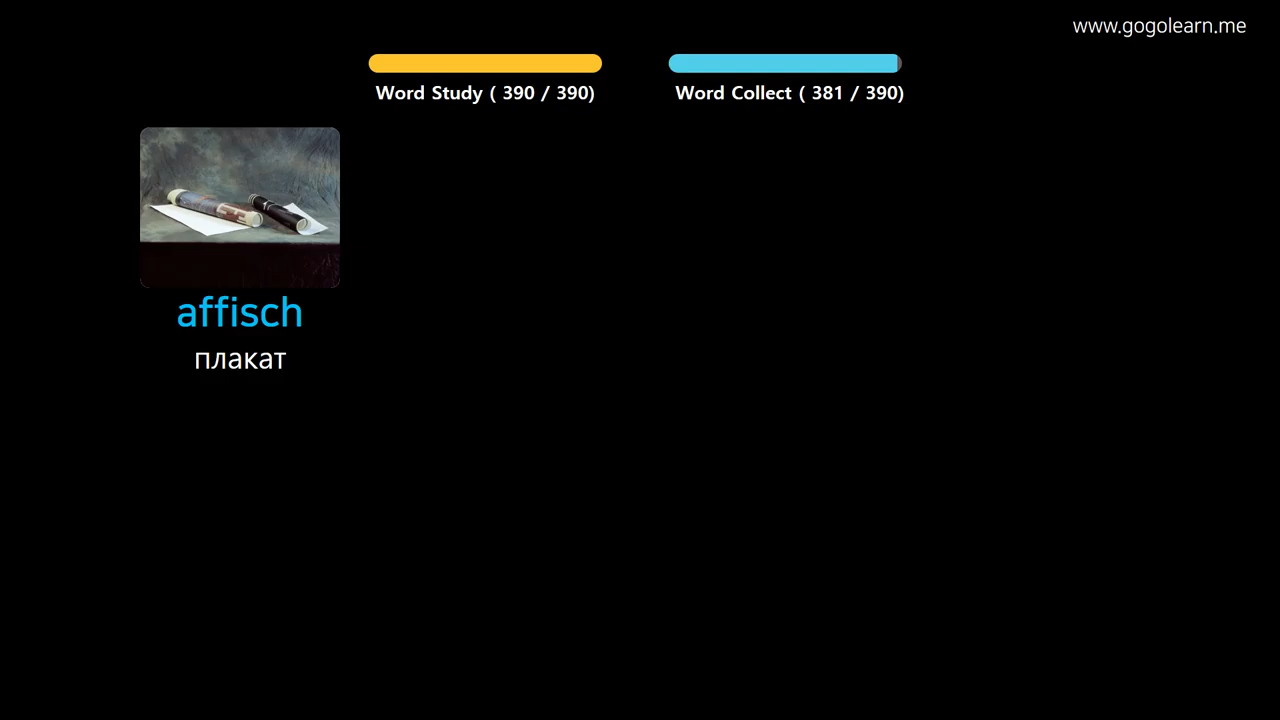 www.gogolearn.me
Word Study ( 390 / 390)
Word Collect ( 381 / 390)
affisch
плакат